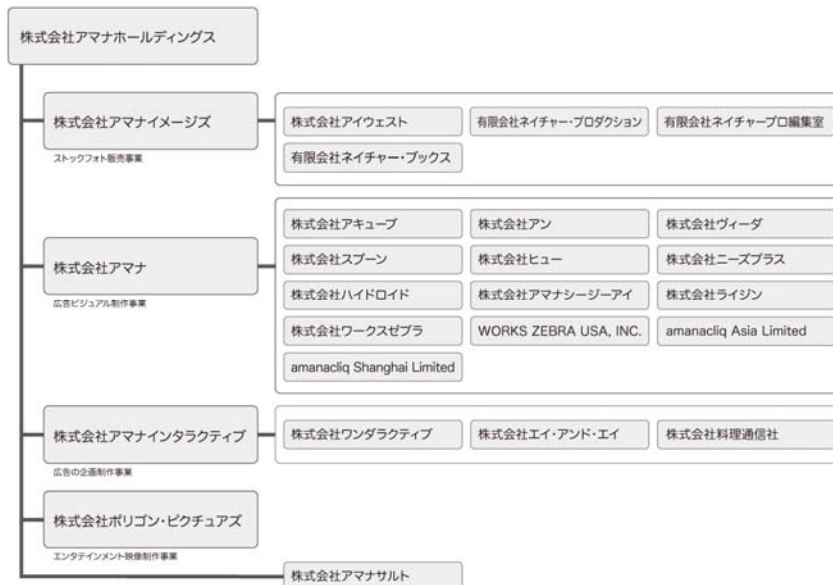 株式会社アマナホールディングス
株式会社アマナイメージズ
ストックフォト販売事業
株式会社アイウェスト
有限会社ネイチャー・プロダクション
有限会社ネイチャープロ編集室
有限会社ネイチャー・ブックス
株式会社アマナ
広告ビジュアル制作事業
株式会社アキューブ
株式会社アン
株式会社ヴィーダ
株式会社スプーン
株式会社ヒュー
株式会社ニーズプラス
株式会社ハイドロイド
株式会社アマナシージーアイ
株式会社ライジン
株式会社ワークスゼブラ
WORKS ZEBRA USA, INC.
amanacliq Asia Limited
amanacliq Shanghai Limited
株式会社アマナインタラクティブ
広告の企画制作事業
株式会社ワンダラクティブ
株式会社エイ・アンド・エイ
株式会社料理通信社
株式会社ポリゴン・ピクチュアズ
エンタテインメント映像制作事業
株式会社アマナサルト